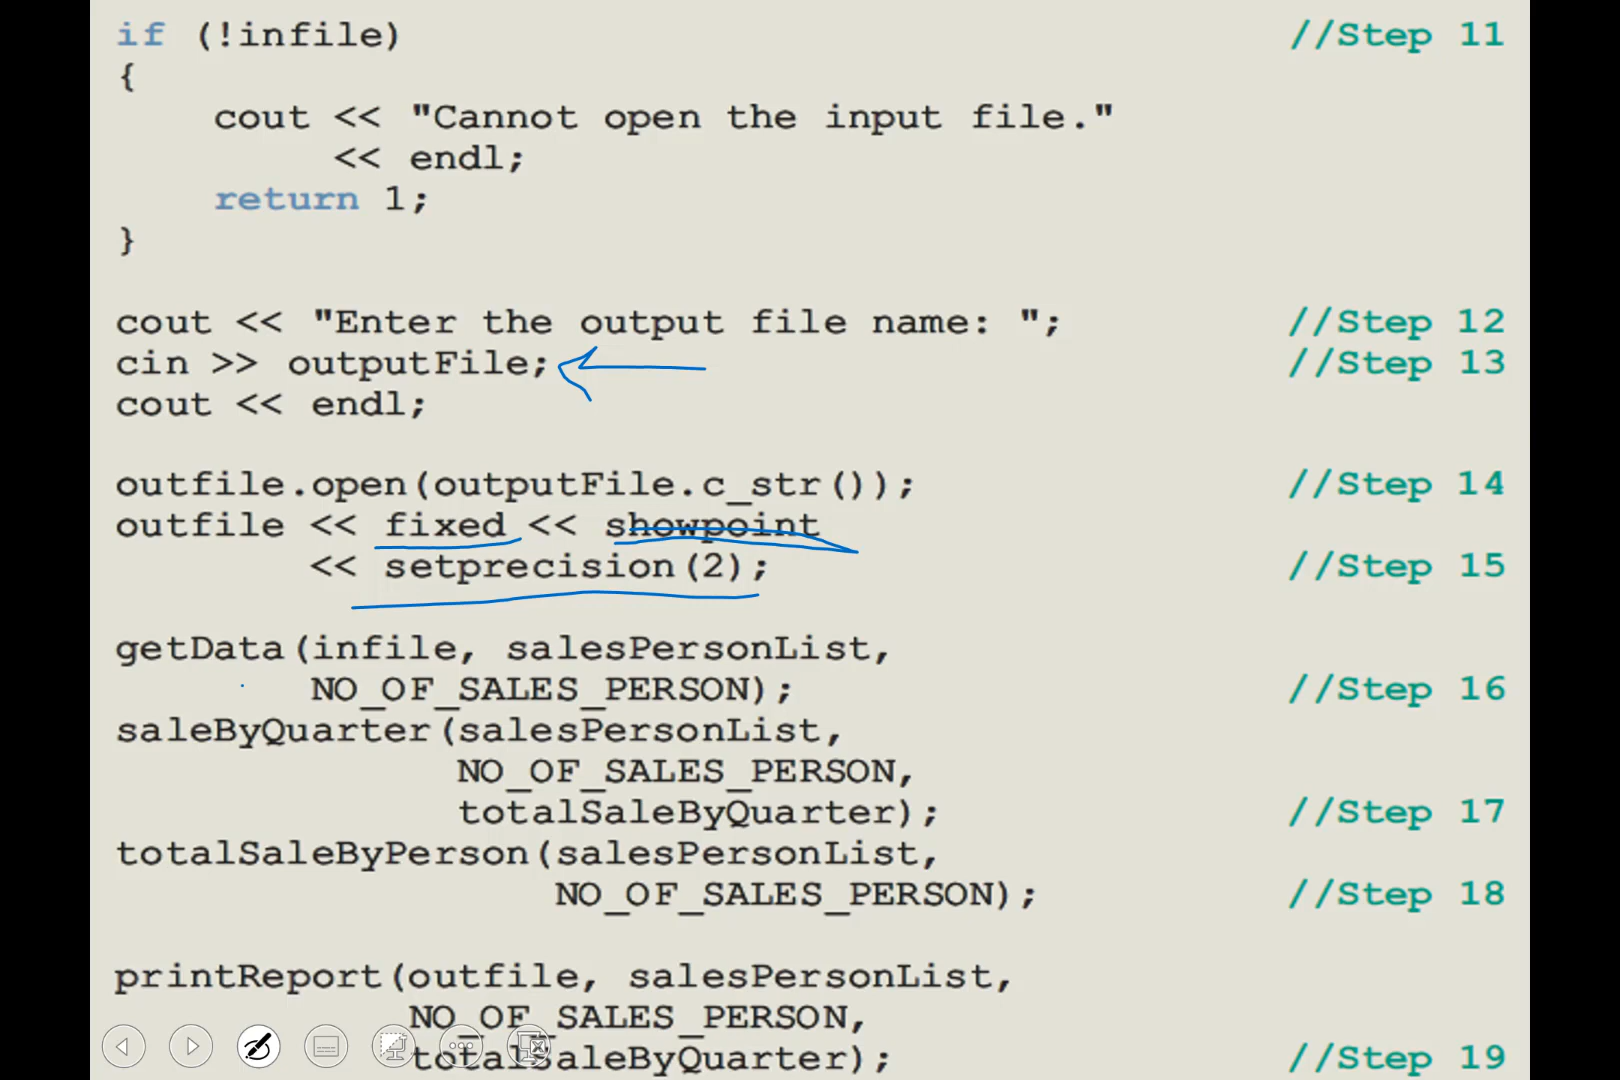 if (!infile) //Step 11
{
cout << "Cannot open the input file."
<< endl;
return 1;
}
cout << "Enter the output file name: "; //Step 12
cin >> outputFile; //Step 13
cout << endl;
outfile.open(outputFile.c_str()); //Step 14
outfile << fixed << showpoint
<< setprecision(2); //Step 15
getData(infile, salesPersonList,
NO_OF_SALES_PERSON); //Step 16
saleByQuarter(salesPersonList,
NO_OF_SALES_PERSON,
totalSaleByQuarter); //Step 17
totalSaleByPerson(salesPersonList,
NO_OF_SALES_PERSON); //Step 18
printReport(outfile, salesPersonList,
NO_OF_SALES_PERSON,
totalSaleByQuarter); //Step 19